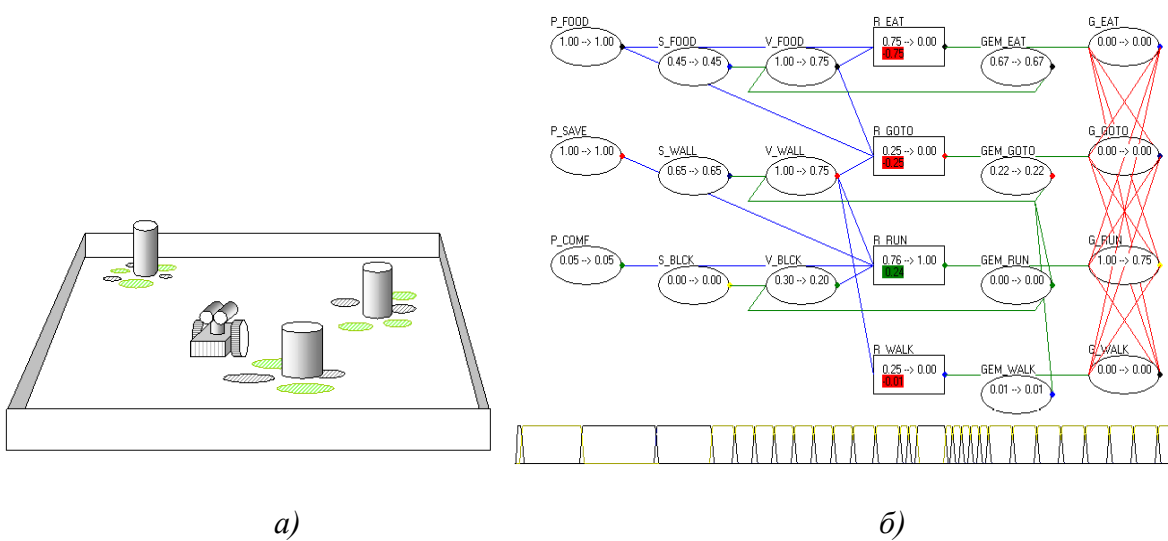 P_FOOD
1.00 --> 1.00
S_FOOD
0.45 --> 0.45
V_FOOD
1.00 --> 0.75
R_EAT
0.75 --> 0.00
-0.75
GEM_EAT
0.67 --> 0.67
G_EAT
0.00 --> 0.00
P_SAVE
1.00 --> 1.00
S_WALL
0.65 --> 0.65
V_WALL
1.00 --> 0.75
R_GOTO
0.25 --> 0.00
-0.25
GEM_GOTO
0.22 --> 0.22
G_GOTO
0.00 --> 0.00
P_COMF
0.05 --> 0.05
S_BLCK
0.00 --> 0.00
V_BLCK
0.30 --> 0.20
R_RUN
0.76 --> 1.00
0.24
GEM_RUN
0.00 --> 0.00
G_RUN
1.00 --> 0.75
R_WALK
0.25 --> 0.00
-0.01
GEM_WALK
0.01 --> 0.01
G_WALK
0.00 --> 0.00
а)
б)